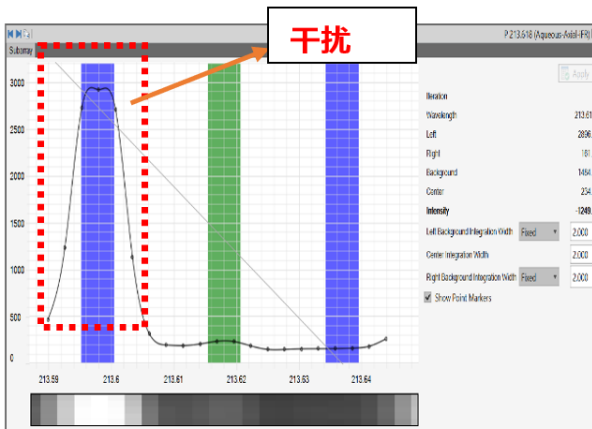 干扰
P 213.618 (Aqueous-Axial-iFR)
Subarray
Apply
Iteration
Wavelength 213.61
Left 2896.
Right 161.
Background 1464.
Center 234.
Intensity -1249.
Left Background Integration Width Fixed 2.000
Center Integration Width 2.000
Right Background Integration Width Fixed 2.000
Show Point Markers
3000
2500
2000
1500
1000
500
0
213.59 213.6 213.61 213.62 213.63 213.64